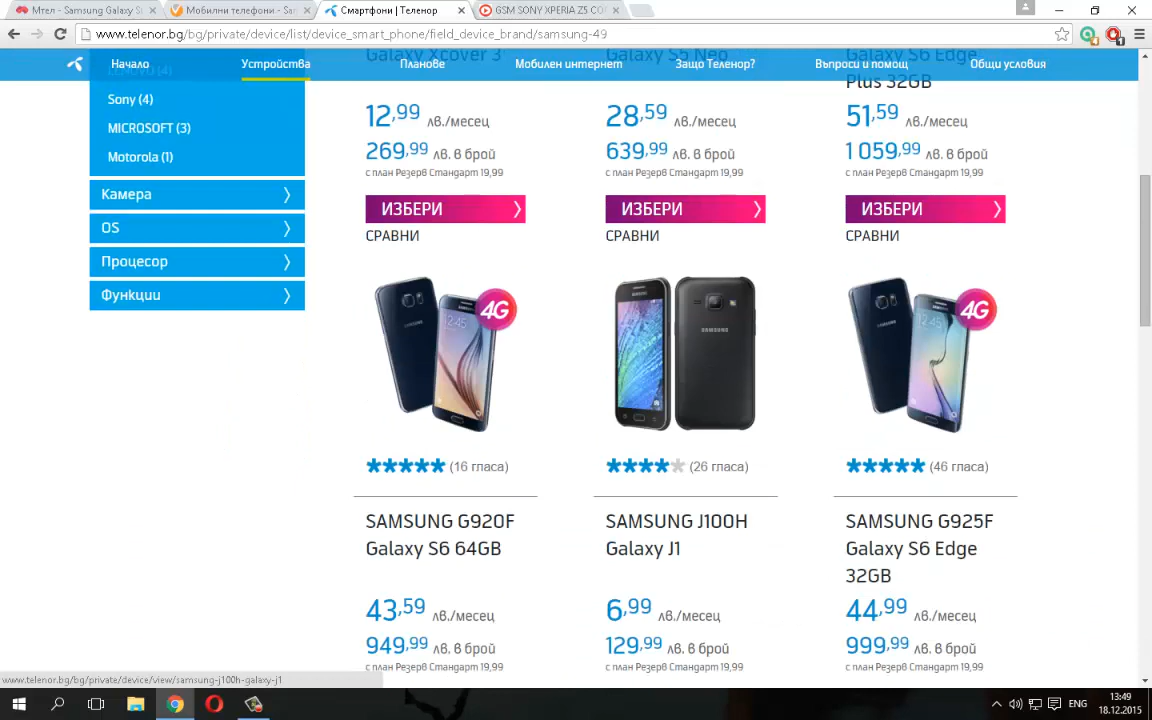 Мтел - Samsung Galaxy S
Мобилни телефони - Sa
Смартфони | Теленор
GSM SONY XPERIA Z5 CO
www.telenor.bg/bg/private/device/list/device_smart_phone/field_device_brand/samsung-49
Начало
Устройства
Планове
Мобилен интернет
Защо Теленор?
Въпроси и помощ
Общи условия
LENOVO (4)
Sony (4)
MICROSOFT (3)
Motorola (1)
Камера
OS
Процесор
Функции
Galaxy Xcover 3
12,99 лв./месец
269,99 лв. в брой
с план Резерв Стандарт 19,99
ИЗБЕРИ
СРАВНИ
Galaxy S5 Neo
28,59 лв./месец
639,99 лв. в брой
с план Резерв Стандарт 19,99
ИЗБЕРИ
СРАВНИ
Galaxy S6 Edge
Plus 32GB
51,59 лв./месец
1 059,99 лв. в брой
с план Резерв Стандарт 19,99
ИЗБЕРИ
СРАВНИ
4G
(16 гласа)
SAMSUNG G920F
Galaxy S6 64GB
43,59 лв./месец
949,99 лв. в брой
с план Резерв Стандарт 19,99
SAMSUNG
(26 гласа)
SAMSUNG J100H
Galaxy J1
6,99 лв./месец
129,99 лв. в брой
с план Резерв Стандарт 19,99
4G
(46 гласа)
SAMSUNG G925F
Galaxy S6 Edge
32GB
44,99 лв./месец
999,99 лв. в брой
с план Резерв Стандарт 19,99
www.telenor.bg/bg/private/device/view/samsung-j100h-galaxy-j1
ENG
13:49
18.12.2015